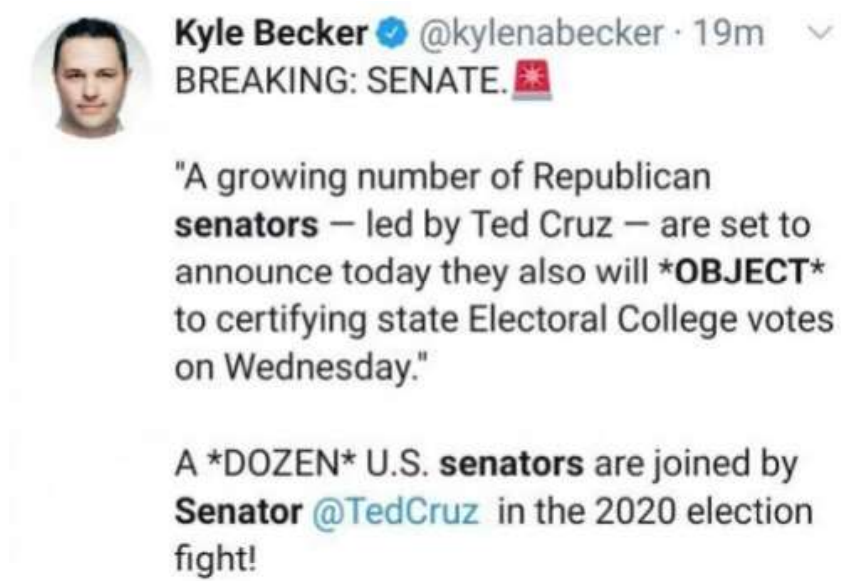 Kyle Becker @kylenabecker · 19m
BREAKING: SENATE.🚨
"A growing number of Republican
senators — led by Ted Cruz — are set to
announce today they also will *OBJECT*
to certifying state Electoral College votes
on Wednesday."
A *DOZEN* U.S. senators are joined by
Senator @TedCruz in the 2020 election
fight!